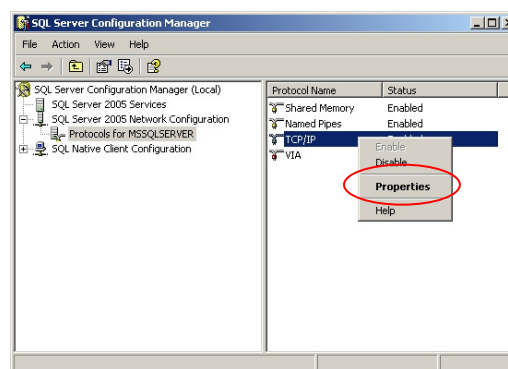 SQL Server Configuration Manager
File Action View Help
SQL Server Configuration Manager (Local)
SQL Server 2005 Services
SQL Server 2005 Network Configuration
Protocols for MSSQLSERVER
SQL Native Client Configuration
Protocol Name Status
Shared Memory Enabled
Named Pipes Enabled
TCP/IP
VIA
Enable
Disable
Properties
Help